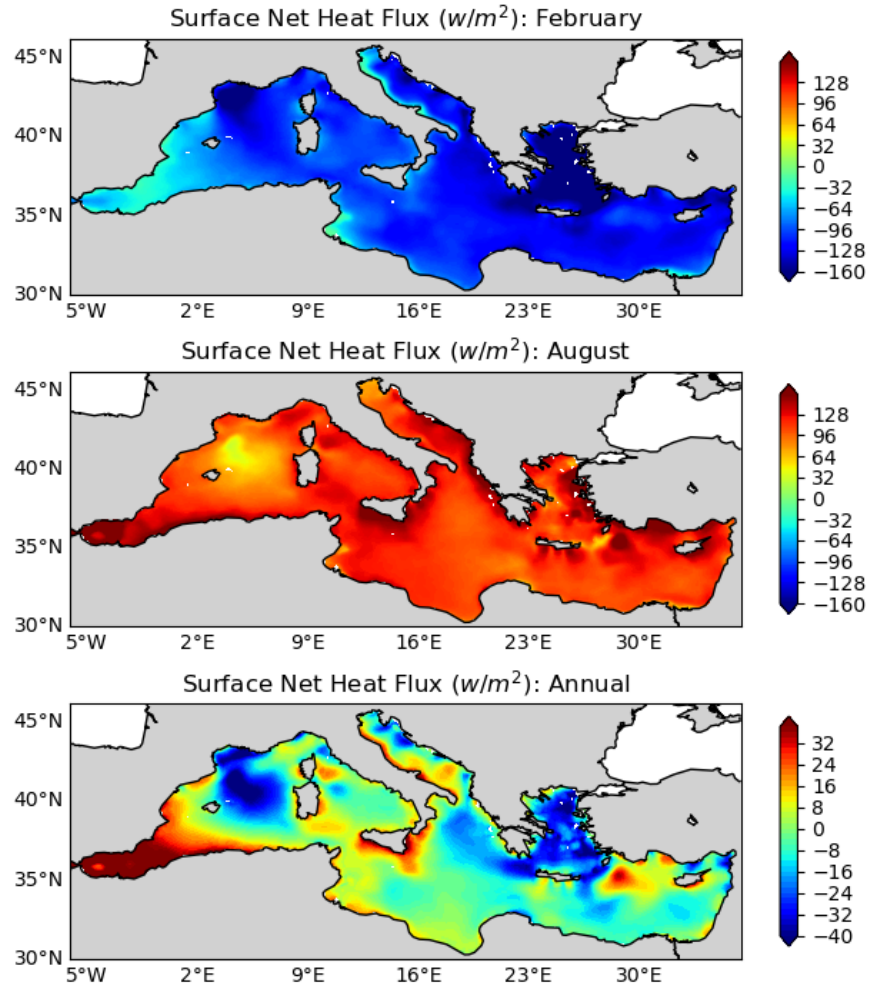 Surface Net Heat Flux (w/m²): February
45°N
40°N
35°N
30°N
5°W 2°E 9°E 16°E 23°E 30°E
128
96
64
32
0
−32
−64
−96
−128
−160
Surface Net Heat Flux (w/m²): August
45°N
40°N
35°N
30°N
5°W 2°E 9°E 16°E 23°E 30°E
128
96
64
32
0
−32
−64
−96
−128
−160
Surface Net Heat Flux (w/m²): Annual
45°N
40°N
35°N
30°N
5°W 2°E 9°E 16°E 23°E 30°E
32
24
16
8
0
−8
−16
−24
−32
−40